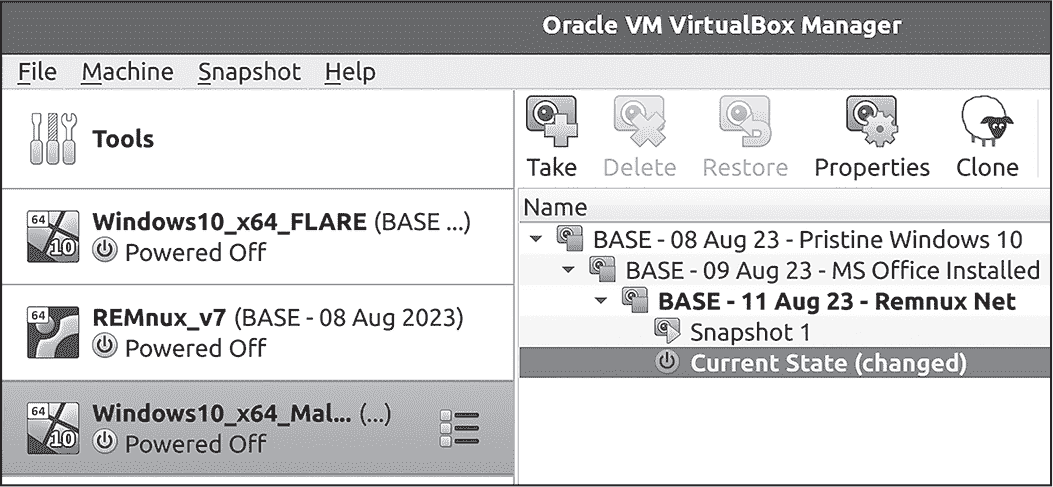 Oracle VM VirtualBox Manager
File Machine Snapshot Help
Tools
Windows10_x64_FLARE (BASE ...)
64
10
Powered Off
REMnux_v7 (BASE - 08 Aug 2023)
64
Powered Off
Windows10_x64_Mal... (...)
64
10
Powered Off
Take Delete Restore Properties Clone
Name
BASE - 08 Aug 23 - Pristine Windows 10
BASE - 09 Aug 23 - MS Office Installed
BASE - 11 Aug 23 - Remnux Net
Snapshot 1
Current State (changed)